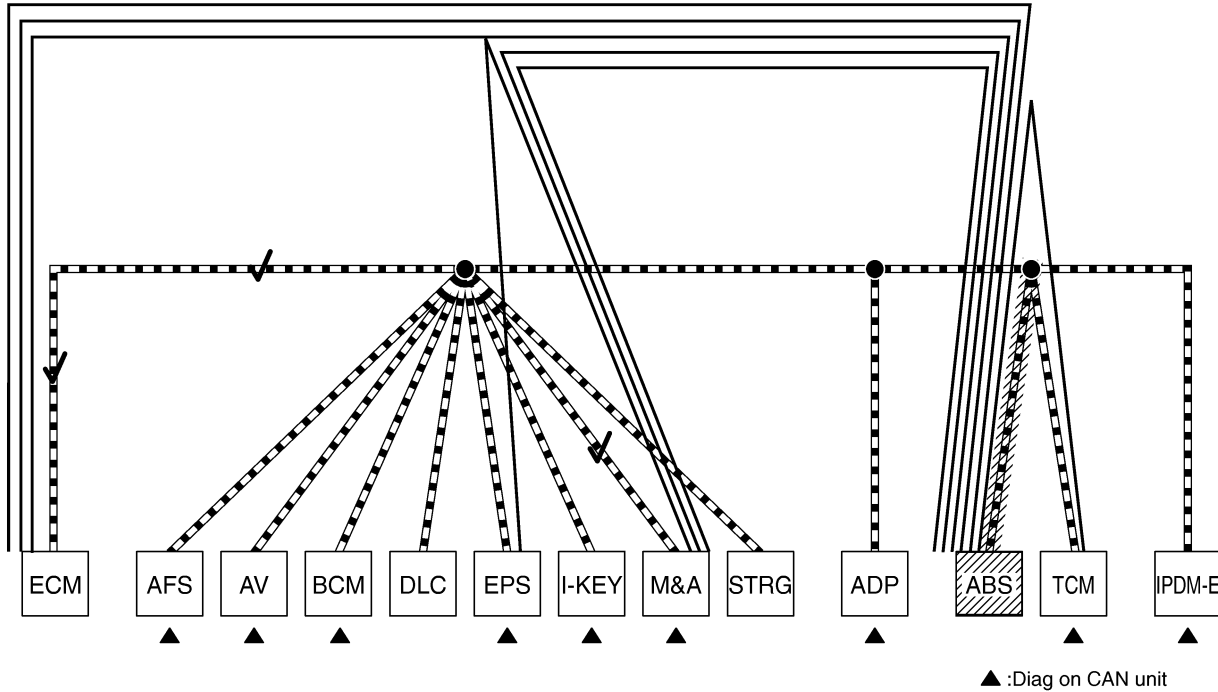 ECM AFS AV BCM DLC EPS I-KEY M&A STRG ADP ABS TCM IPDM-E
▲ :Diag on CAN unit